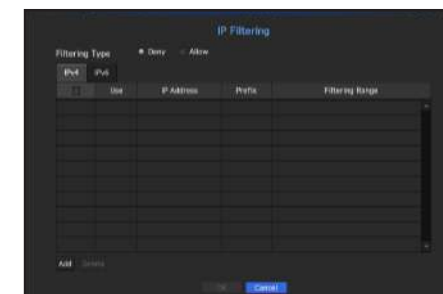 IP Filtering
Filtering Type Deny Allow
IPv4 IPv6
Use IP Address Prefix Filtering Range
Add Delete
OK Cancel